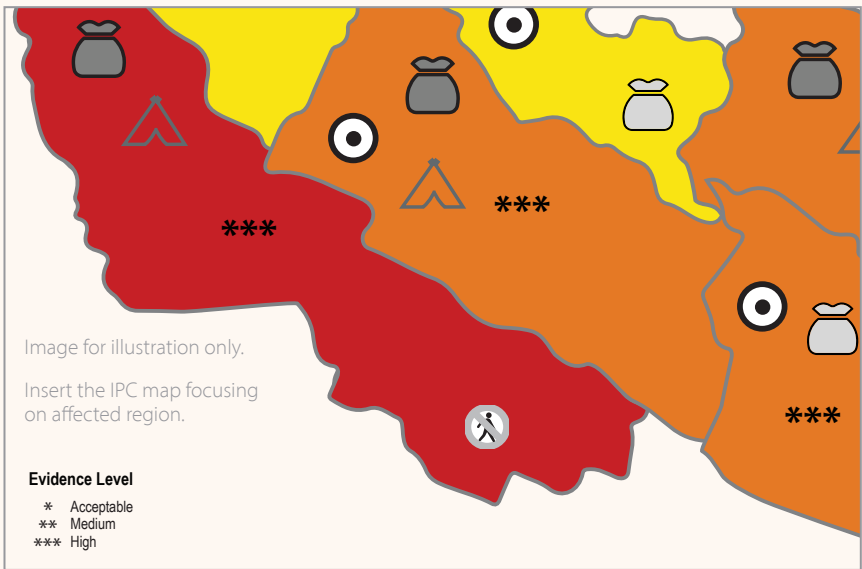 ***
***
***
Image for illustration only.
Insert the IPC map focusing
on affected region.
Evidence Level
* Acceptable
** Medium
*** High